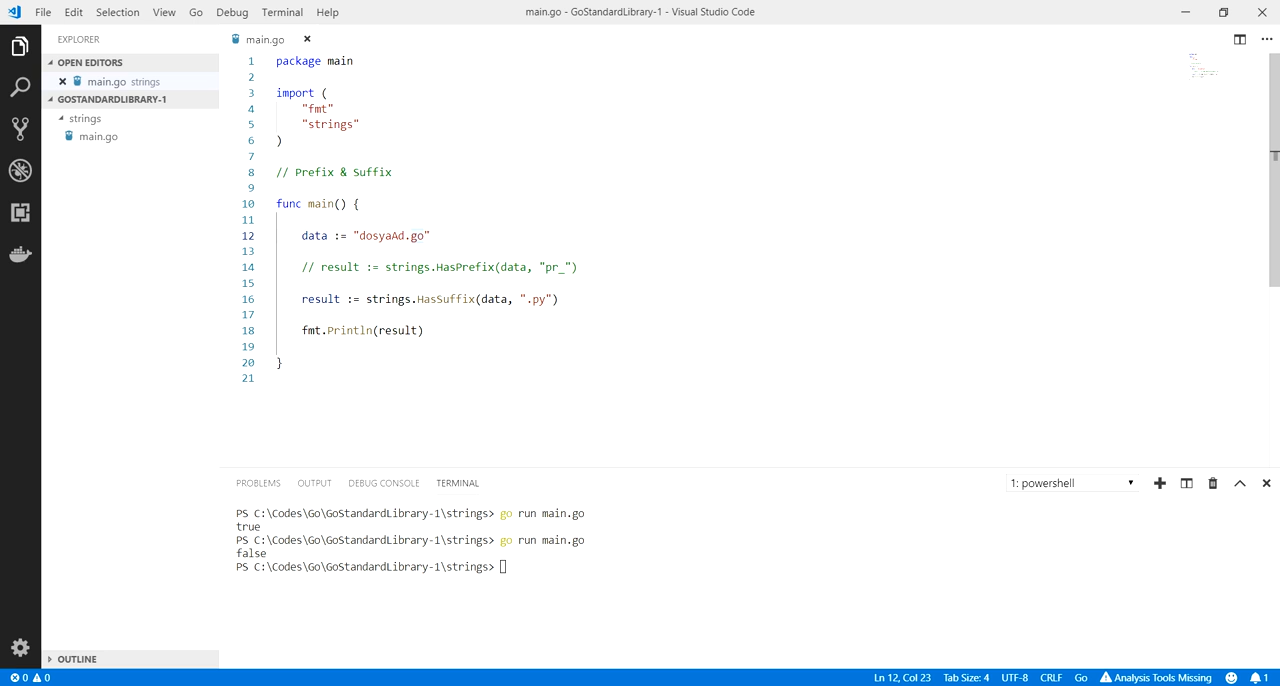 File Edit Selection View Go Debug Terminal Help main.go - GoStandardLibrary-1 - Visual Studio Code
EXPLORER
OPEN EDITORS
main.go strings
GOSTANDARDLIBRARY-1
strings
main.go
OUTLINE
main.go
1 package main
2
3 import (
4 "fmt"
5 "strings"
6 )
7
8 // Prefix & Suffix
9
10 func main() {
11
12 data := "dosyaAd.go"
13
14 // result := strings.HasPrefix(data, "pr_")
15
16 result := strings.HasSuffix(data, ".py")
17
18 fmt.Println(result)
19
20 }
21
PROBLEMS OUTPUT DEBUG CONSOLE TERMINAL 1: powershell
PS C:\Codes\Go\GoStandardLibrary-1\strings> go run main.go
true
PS C:\Codes\Go\GoStandardLibrary-1\strings> go run main.go
false
PS C:\Codes\Go\GoStandardLibrary-1\strings>
0 0 Ln 12, Col 23 Tab Size: 4 UTF-8 CRLF Go Analysis Tools Missing 1